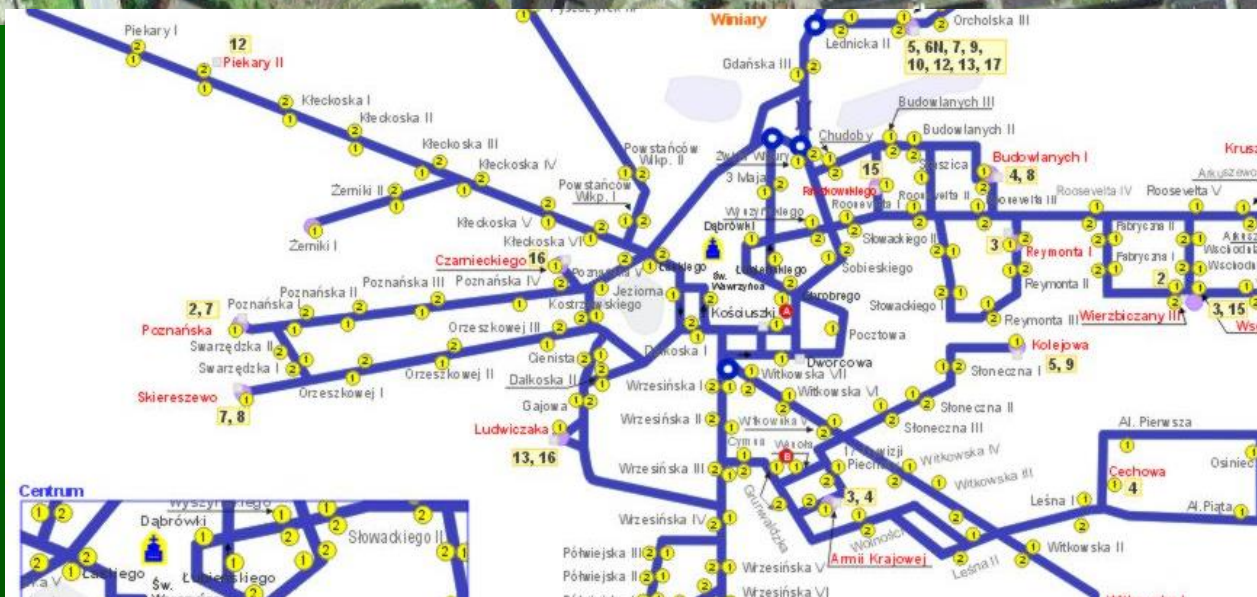 Winiary
Orcholska III
Piekary I
12
Piekary II
Lednicka II
5, 6N, 7, 9,
10, 12, 13, 17
Gdańska III
Kłeckoska I
Kłeckoska II
Kłeckoska III
Kłeckoska IV
Powstańców
Wlkp. II
Budowlanych III
Chudoby
Budowlanych II
Budowlanych I
4, 8
15
3 Maja
Żerniki II
Żerniki I
Powstańców
Wlkp. I
Kłeckoska V
Kłeckoska VI
Wyszyńskiego
Dąbrówki
Roosevelta I
Roosevelta II
Roosevelta III
Roosevelta IV
Roosevelta V
Fabryczna II
Fabryczna I
Słowackiego II
3
Reymonta I
Reymonta II
Czarnieckiego
16
Sobieskiego
Poznańska V
Poznańska IV
Poznańska III
Poznańska II
Poznańska I
2, 7
Poznańska
Jeziorna
Kostrzewskiego
Św.
Wawrzyńca
Łubieńskiego
Kościuszki
A
Chrobrego
Pocztowa
Słowackiego I
Reymonta III
2
Wierzbiczany III
3, 15
Swarzędzka II
Swarzędzka I
Orzeszkowej III
Orzeszkowej II
Orzeszkowej I
Skiereszewo
7, 8
Cienista
Dalkoska I
Dalkoska II
Gajowa
Dworcowa
Kolejowa
5, 9
Słoneczna I
Słoneczna II
Słoneczna III
Ludwiczaka
13, 16
Wrzesińska I
Wrzesińska II
Wrzesińska III
Wrzesińska IV
Wrzesińska V
Wrzesińska VI
Witkowska VII
Witkowska VI
Witkowska V
Witkowska IV
Witkowska III
Witkowska II
Cymsa
B
Grunwaldzka
3, 4
Armii Krajowej
Wolności
Leśna I
Leśna II
Al. Pierwsza
Cechowa
4
Al. Piąta
Półwiejska III
Półwiejska II
Centrum
Wyszyńskiego
Dąbrówki
Słowackiego II
Łaskiego
Łubieńskiego
Św.